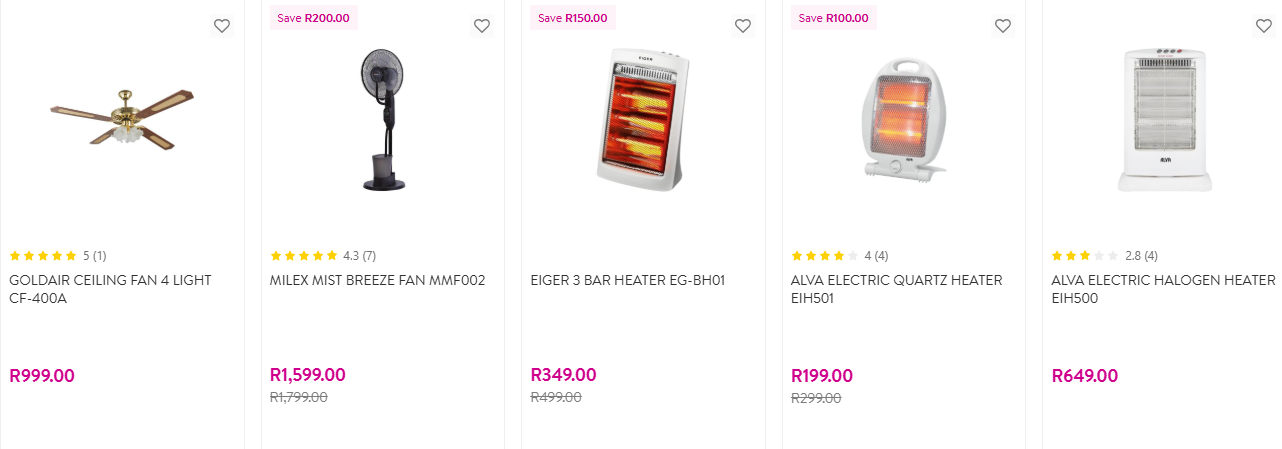 Save R200.00
Save R150.00
Save R100.00
EIGER
ALVA
ALVA
5 (1)
GOLDAIR CEILING FAN 4 LIGHT
CF-400A
R999.00
4.3 (7)
MILEX MIST BREEZE FAN MMF002
R1,599.00
R1,799.00
EIGER 3 BAR HEATER EG-BH01
R349.00
R499.00
4 (4)
ALVA ELECTRIC QUARTZ HEATER
EIH501
R199.00
R299.00
2.8 (4)
ALVA ELECTRIC HALOGEN HEATER
EIH500
R649.00